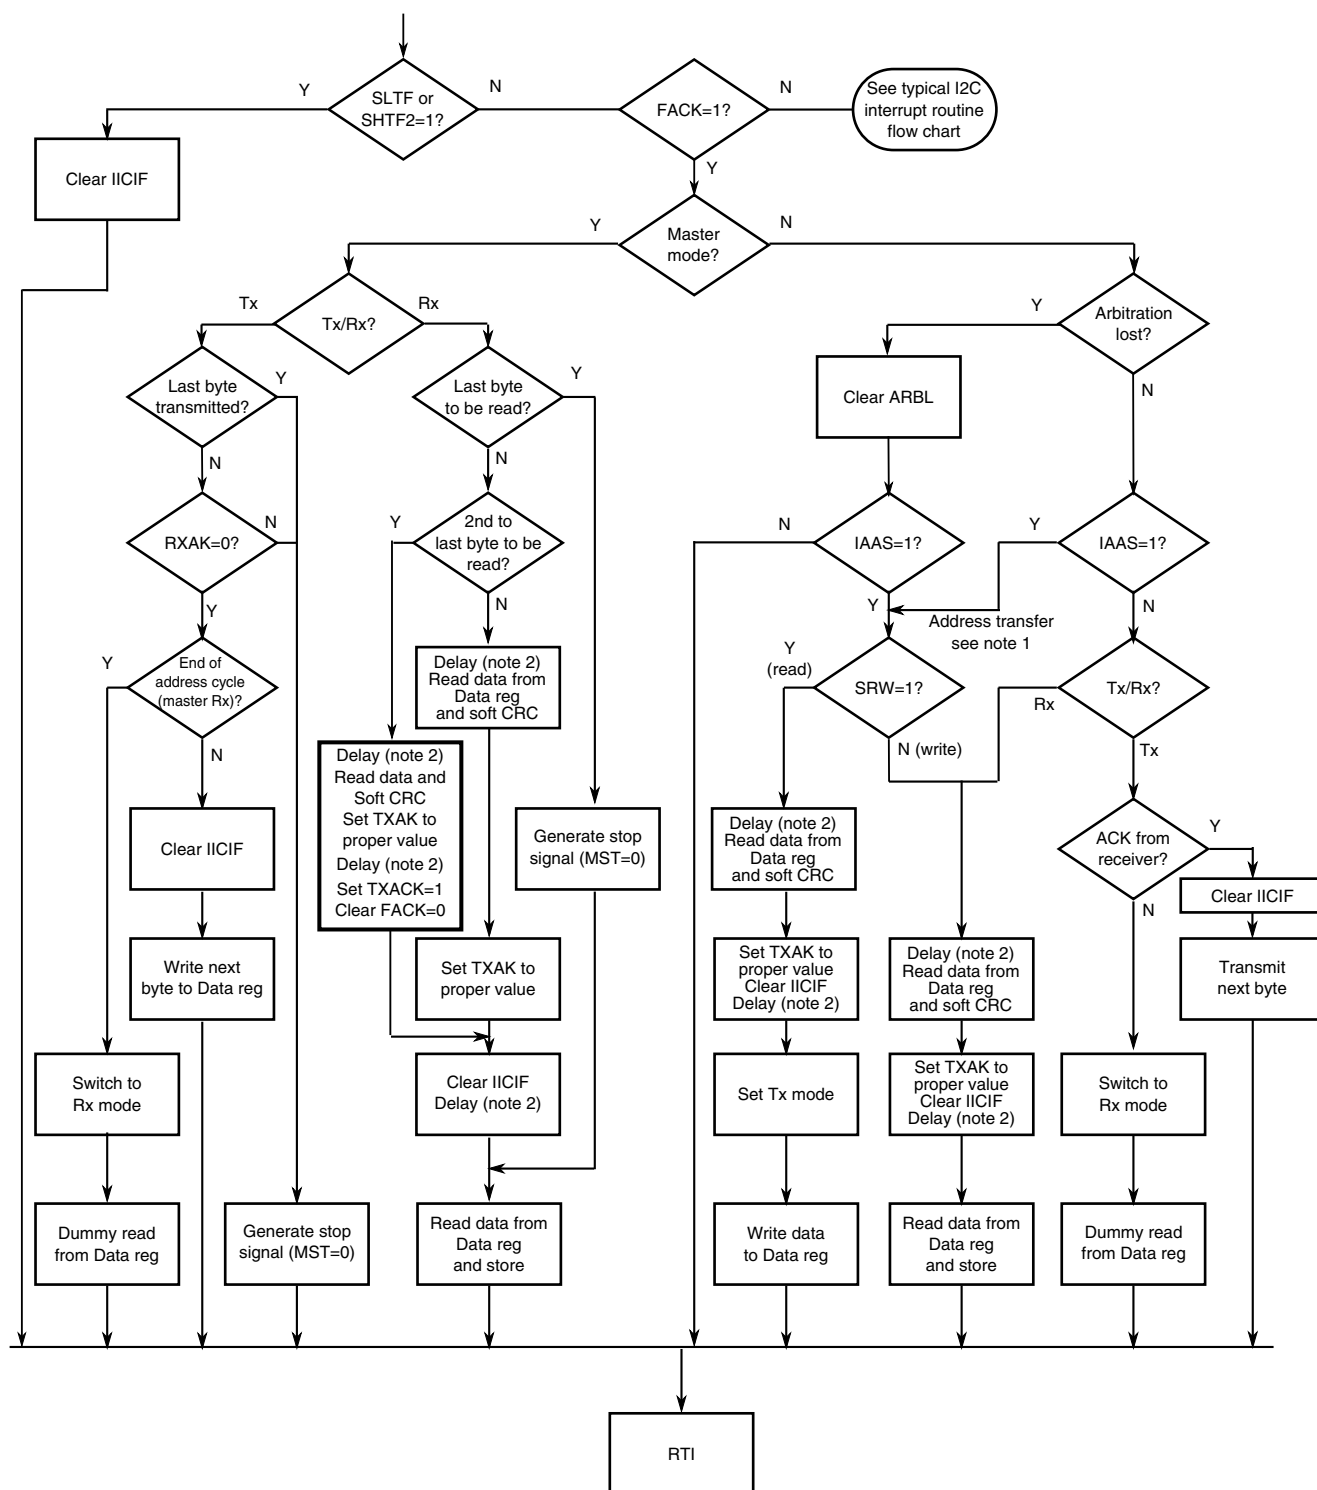 Y
SLTF or
SHTF2=1?
N
FACK=1?
N
See typical I2C
interrupt routine
flow chart
Clear IICIF
Y
Y
Master
mode?
N
Tx
Tx/Rx?
Rx
Y
Arbitration
lost?
Last byte
transmitted?
Y
Last byte
to be read?
Y
Clear ARBL
N
N
N
RXAK=0?
N
Y
2nd to
last byte to be
read?
N
IAAS=1?
Y
IAAS=1?
Y
N
Y
Address transfer
see note 1
N
Y
End of
address cycle
(master Rx)?
Delay (note 2)
Read data from
Data reg
and soft CRC
Y
(read)
SRW=1?
Rx
Tx/Rx?
N
N (write)
Tx
Delay (note 2)
Read data and
Soft CRC
Set TXAK to
proper value
Delay (note 2)
Set TXACK=1
Clear FACK=0
Clear IICIF
Generate stop
signal (MST=0)
Delay (note 2)
Read data from
Data reg
and soft CRC
ACK from
receiver?
Y
Clear IICIF
N
Write next
byte to Data reg
Set TXAK to
proper value
Set TXAK to
proper value
Clear IICIF
Delay (note 2)
Delay (note 2)
Read data from
Data reg
and soft CRC
Transmit
next byte
Switch to
Rx mode
Clear IICIF
Delay (note 2)
Set Tx mode
Set TXAK to
proper value
Clear IICIF
Delay (note 2)
Switch to
Rx mode
Dummy read
from Data reg
Generate stop
signal (MST=0)
Read data from
Data reg
and store
Write data
to Data reg
Read data from
Data reg
and store
Dummy read
from Data reg
RTI